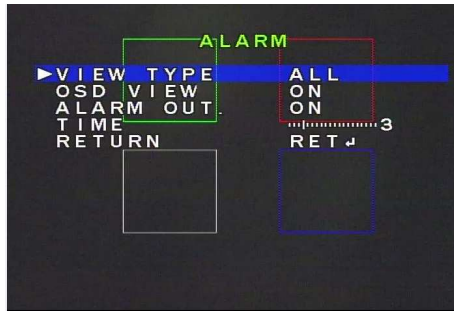 ALARM
►VIEW TYPE ALL
OSD VIEW ON
ALARM OUT. ON
TIME 3
RETURN RET↲